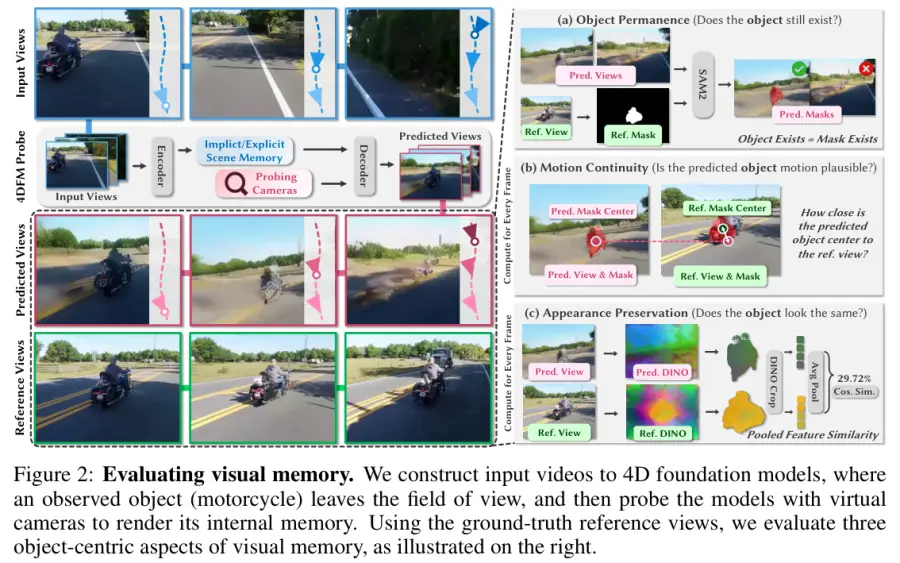 Input Views
4DFM Probe
Input Views
Encoder
Implict/Explicit
Scene Memory
Probing
Cameras
Decoder
Predicted Views
Predicted Views
Reference Views
(a) Object Permanence (Does the object still exist?)
Pred. Views
Ref. View
Ref. Mask
SAM2
Pred. Masks
Object Exists = Mask Exists
Compute for Every Frame
(b) Motion Continuity (Is the predicted object motion plausible?)
Pred. Mask Center
Pred. View & Mask
Ref. Mask Center
Ref. View & Mask
How close is
the predicted
object center to
the ref. view?
Compute for Every Frame
(c) Appearance Preservation (Does the object look the same?)
Pred. View
Pred. DINO
Ref. View
Ref. DINO
DINO Crop
Avg Pool
29.72%
Cos. Sim.
Pooled Feature Similarity
Figure 2: Evaluating visual memory. We construct input videos to 4D foundation models, where
an observed object (motorcycle) leaves the field of view, and then probe the models with virtual
cameras to render its internal memory. Using the ground-truth reference views, we evaluate three
object-centric aspects of visual memory, as illustrated on the right.